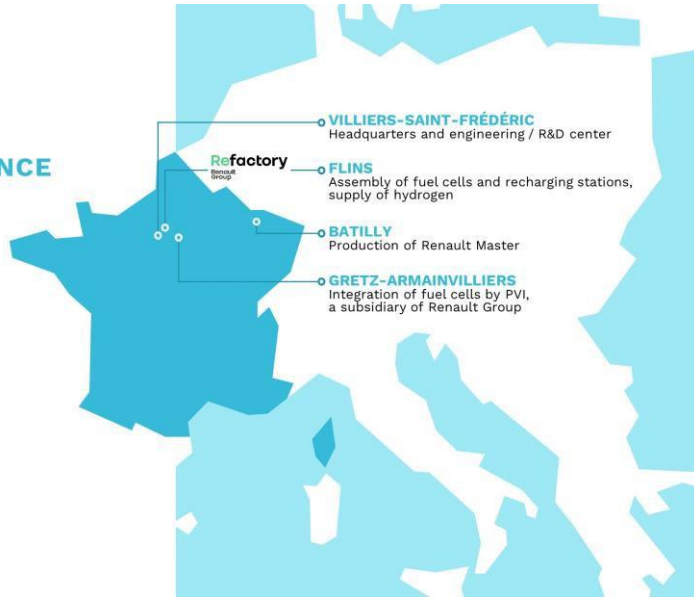 NCE
VILLIERS-SAINT-FRÉDÉRIC
Headquarters and engineering / R&D center
Refactory
Renault
Group
FLINS
Assembly of fuel cells and recharging stations,
supply of hydrogen
BATILLY
Production of Renault Master
GRETZ-ARMAINVILLIERS
Integration of fuel cells by PVI,
a subsidiary of Renault Group